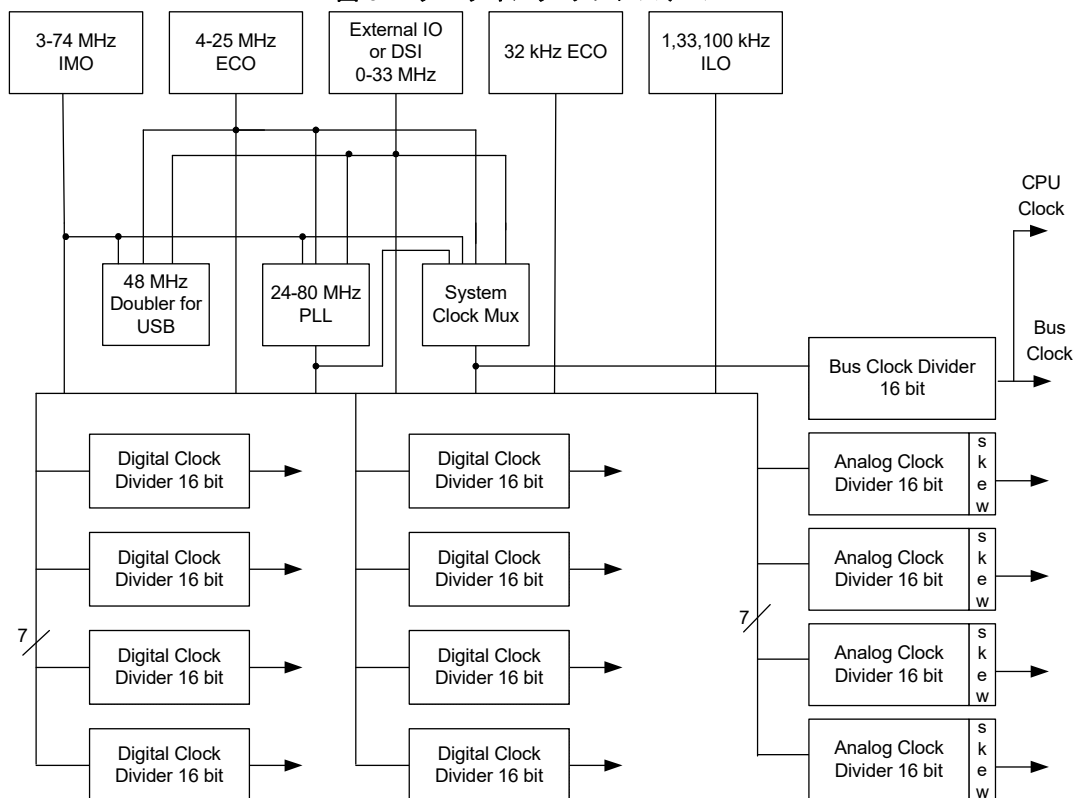 3-74 MHz
IMO
4-25 MHz
ECO
External IO
or DSI
0-33 MHz
32 kHz ECO
1,33,100 kHz
ILO
CPU
Clock
48 MHz
Doubler for
USB
24-80 MHz
PLL
System
Clock Mux
Bus
Clock
Bus Clock Divider
16 bit
Digital Clock
Divider 16 bit
Digital Clock
Divider 16 bit
Analog Clock
Divider 16 bit
s
k
e
w
Digital Clock
Divider 16 bit
Digital Clock
Divider 16 bit
Analog Clock
Divider 16 bit
s
k
e
w
7
7
Digital Clock
Divider 16 bit
Digital Clock
Divider 16 bit
Analog Clock
Divider 16 bit
s
k
e
w
Digital Clock
Divider 16 bit
Digital Clock
Divider 16 bit
Analog Clock
Divider 16 bit
s
k
e
w